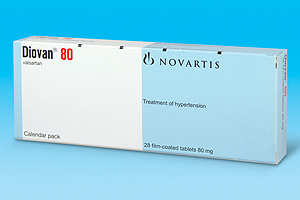 Diovan® 80
valsartan
NOVARTIS
Treatment of hypertension
Calendar pack
28 film-coated tablets 80 mg